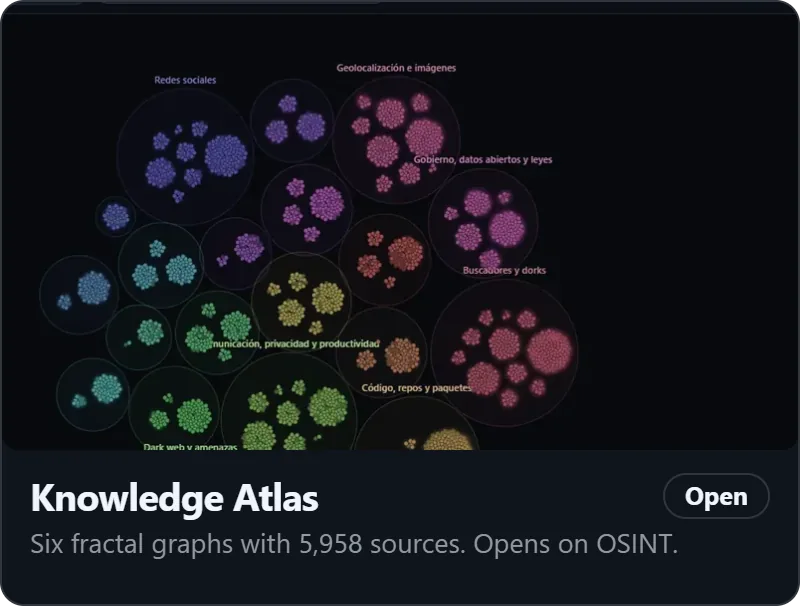 Redes sociales
Geolocalización e imágenes
Gobierno, datos abiertos y leyes
Buscadores y dorks
municación, privacidad y productividad
Código, repos y paquetes
Dark web y amenazas
Knowledge Atlas
Open
Six fractal graphs with 5,958 sources. Opens on OSINT.